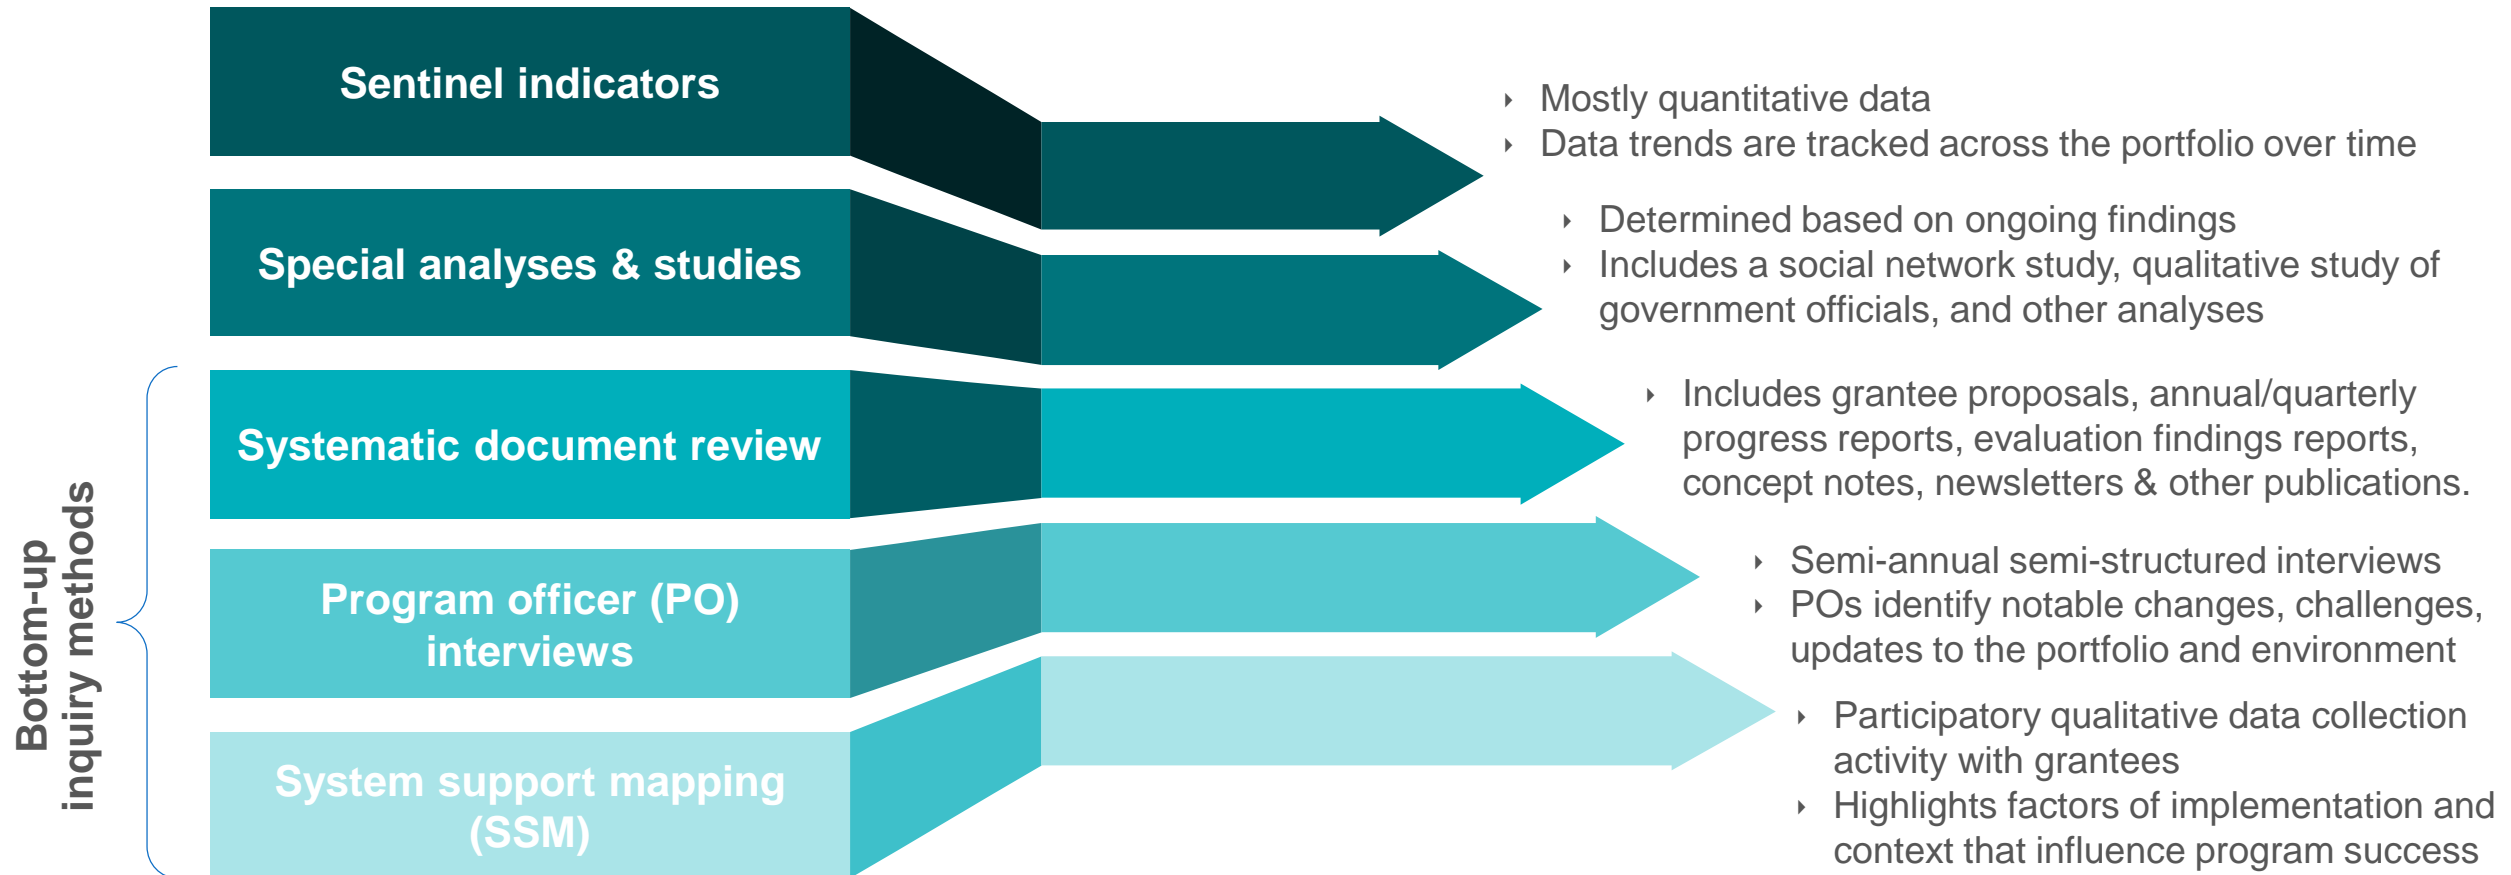 Sentinel indicators
Mostly quantitative data
Data trends are tracked across the portfolio over time
Special analyses & studies
Determined based on ongoing findings
Includes a social network study, qualitative study of
government officials, and other analyses
Bottom-up
inquiry methods
Systematic document review
Includes grantee proposals, annual/quarterly
progress reports, evaluation findings reports,
concept notes, newsletters & other publications.
Program officer (PO)
interviews
Semi-annual semi-structured interviews
POs identify notable changes, challenges,
updates to the portfolio and environment
System support mapping
(SSM)
Participatory qualitative data collection
activity with grantees
Highlights factors of implementation and
context that influence program success